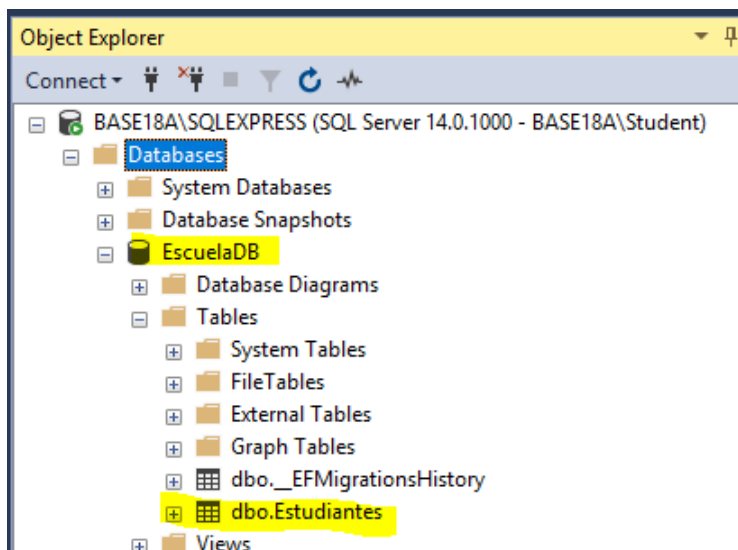 Object Explorer
Connect
BASE18A\SQLEXPRESS (SQL Server 14.0.1000 - BASE18A\Student)
Databases
System Databases
Database Snapshots
EscuelaDB
Database Diagrams
Tables
System Tables
FileTables
External Tables
Graph Tables
dbo.__EFMigrationsHistory
dbo.Estudiantes
Views